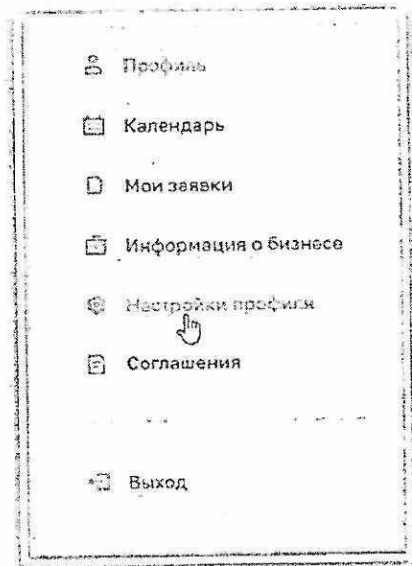 Профиль
Календарь
Мои заявки
Информация о бизнесе
Настройки профиля
Соглашения
Выход